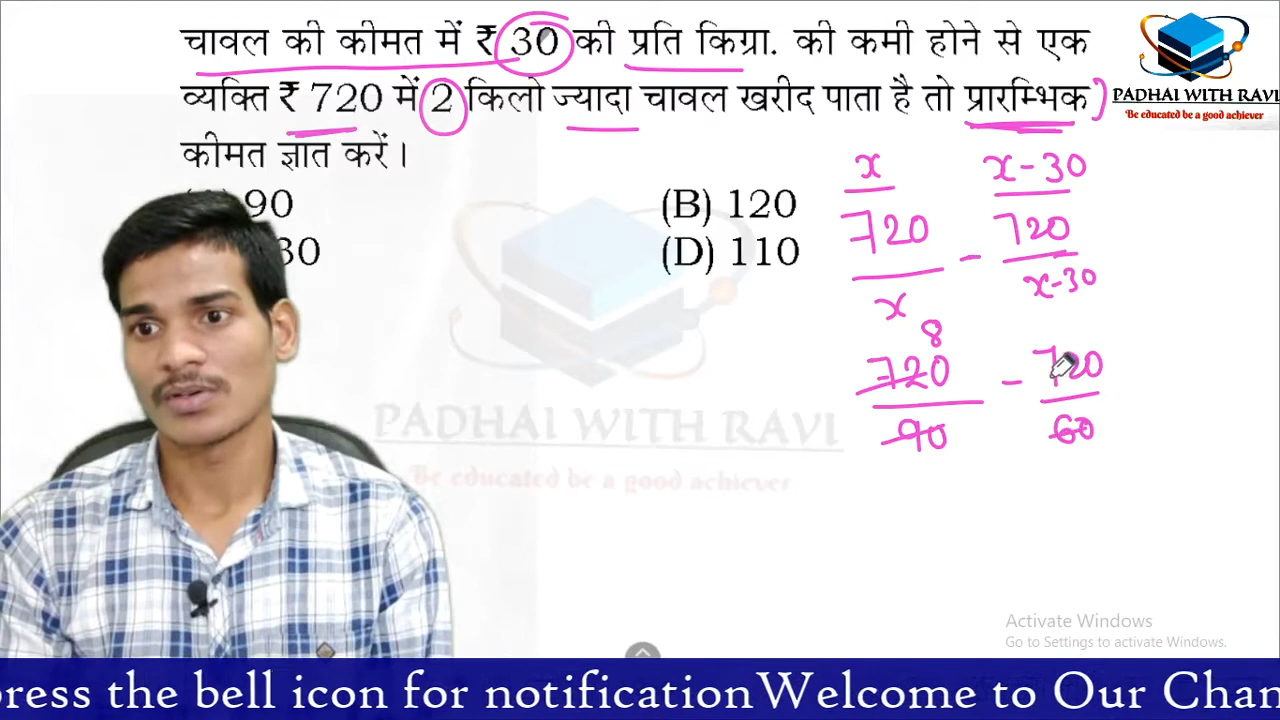 चावल की कीमत में ₹ 30 की प्रति किग्रा. की कमी होने से एक
व्यक्ति ₹ 720 में 2 किलो ज्यादा चावल खरीद पाता है तो प्रारम्भिक
कीमत ज्ञात करें।
90
(B) 120
30
(D) 110
PADHAI WITH RAVI
Be educated be a good achiever
x x-30
720 - 720
x x-30
8
720 - 720
90 60
PADHAI WITH RAVI
Be educated be a good achiever
Activate Windows
Go to Settings to activate Windows.
press the bell icon for notification Welcome to Our Chan